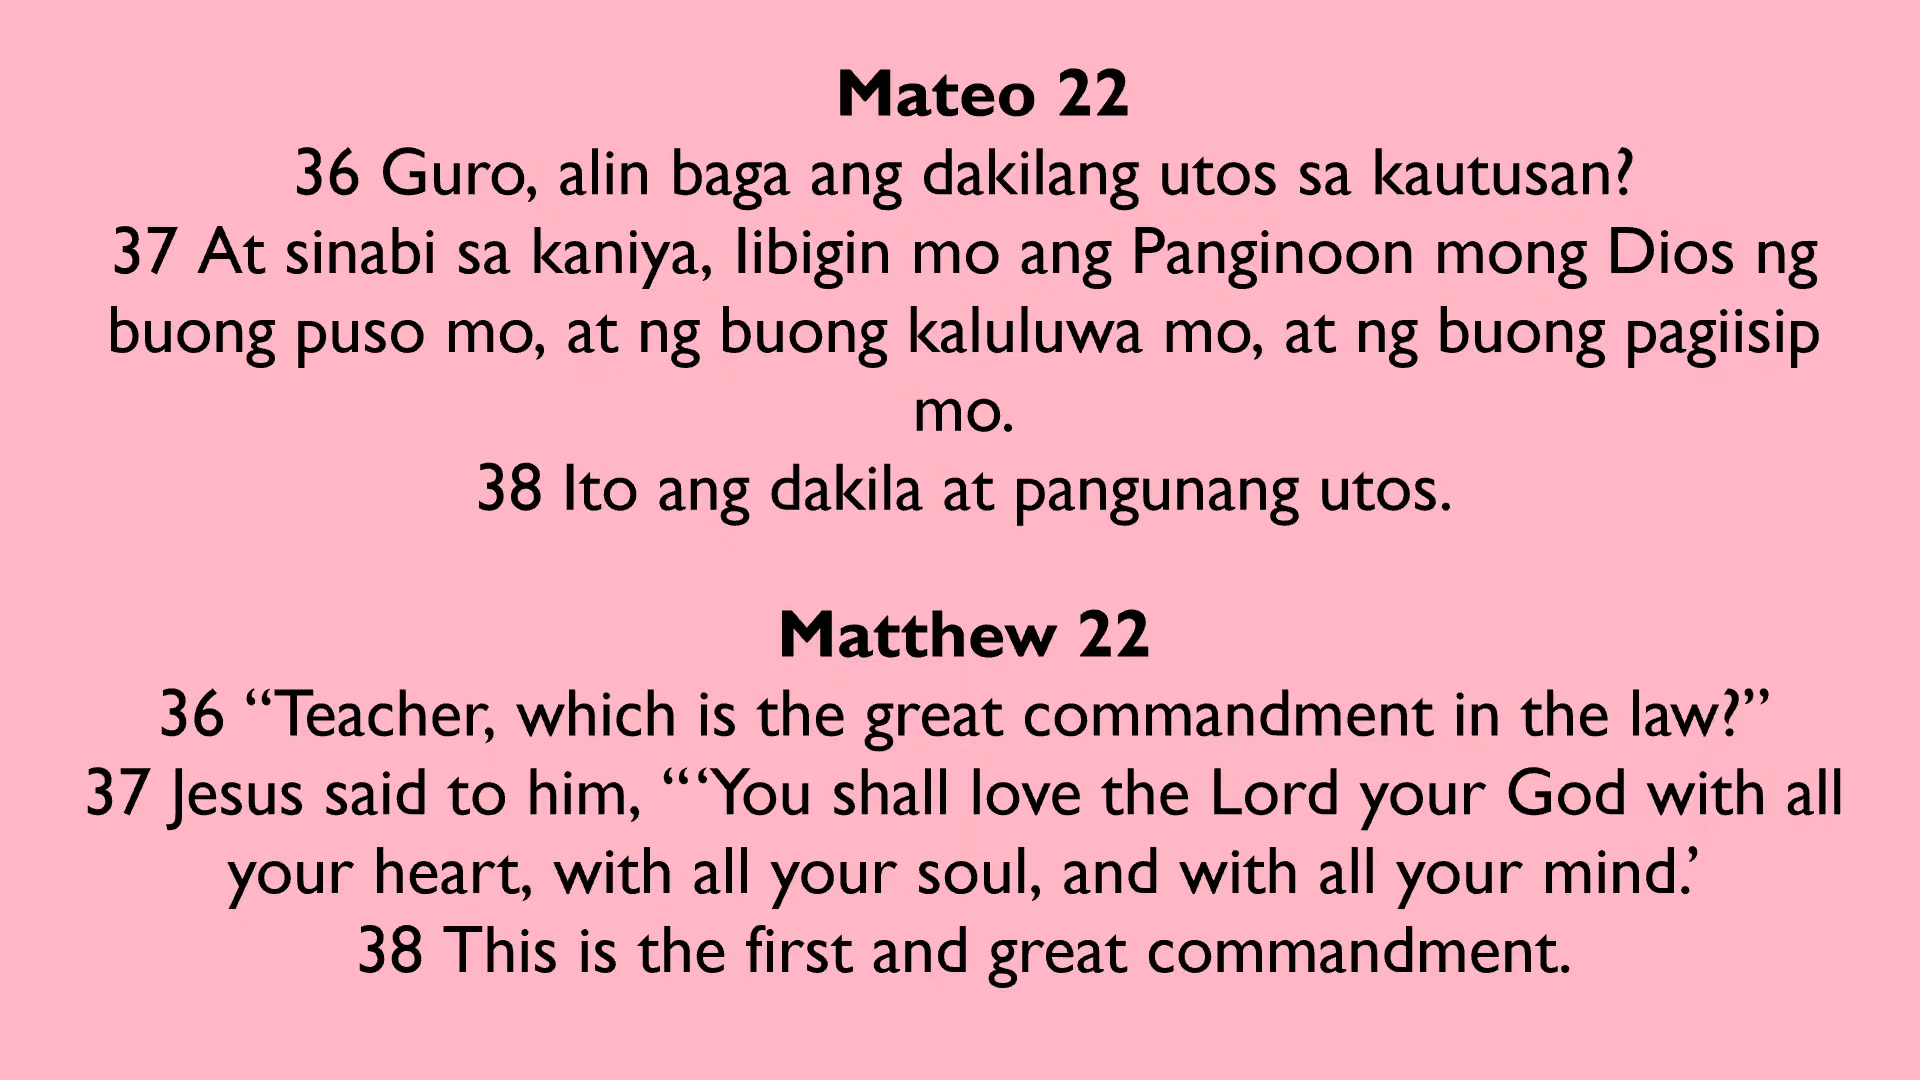 Mateo 22
36 Guro, alin baga ang dakilang utos sa kautusan?
37 At sinabi sa kaniya, Iibigin mo ang Panginoon mong Dios ng
buong puso mo, at ng buong kaluluwa mo, at ng buong pagiisip
mo.
38 Ito ang dakila at pangunang utos.
Matthew 22
36 “Teacher, which is the great commandment in the law?”
37 Jesus said to him, “‘You shall love the Lord your God with all
your heart, with all your soul, and with all your mind.’
38 This is the first and great commandment.